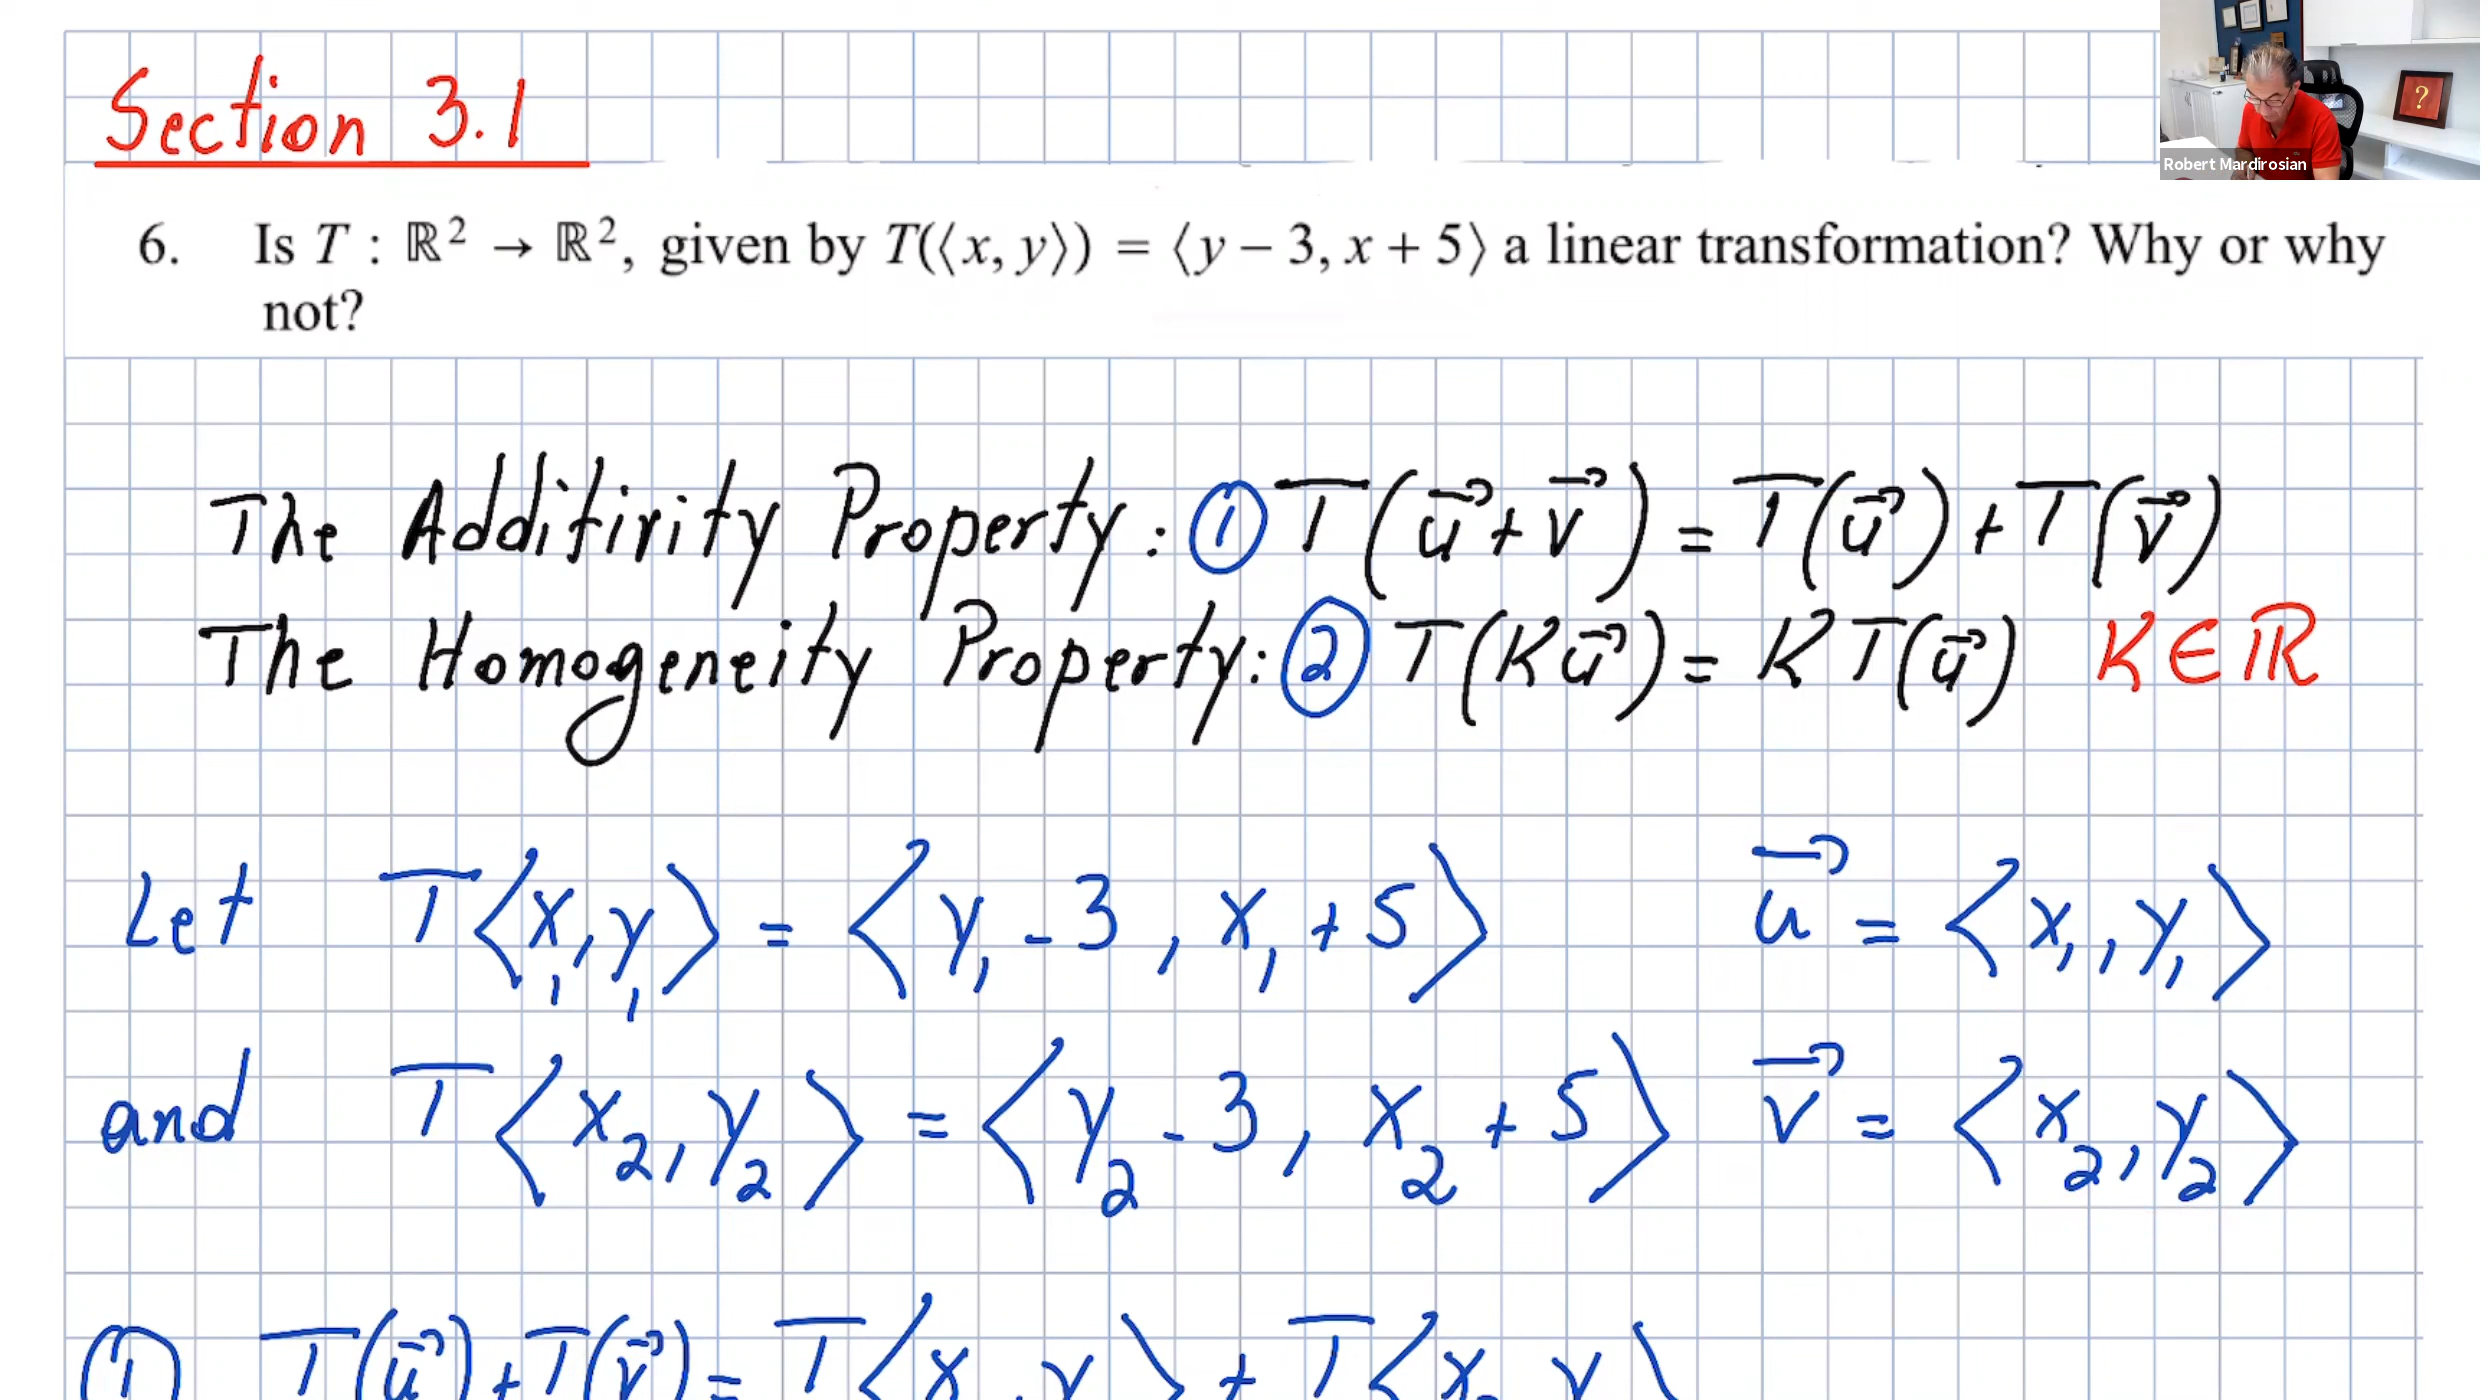 Section 3.1
?
Robert Mardirosian
6. Is T : ℝ² → ℝ², given by T(⟨x, y⟩) = ⟨y − 3, x + 5⟩ a linear transformation? Why or why
not?
The Additivity Property: ① T(u⃗ + v⃗) = T(u⃗) + T(v⃗)
The Homogeneity Property: ② T(Ku⃗) = KT(u⃗) K ∈ ℝ
Let T⟨x₁, y₁⟩ = ⟨y₁ - 3, x₁ + 5⟩ u⃗ = ⟨x₁, y₁⟩
and T⟨x₂, y₂⟩ = ⟨y₂ - 3, x₂ + 5⟩ v⃗ = ⟨x₂, y₂⟩
① T(u⃗) + T(v⃗) = T⟨x , y ⟩ + T⟨x₂ y ⟩